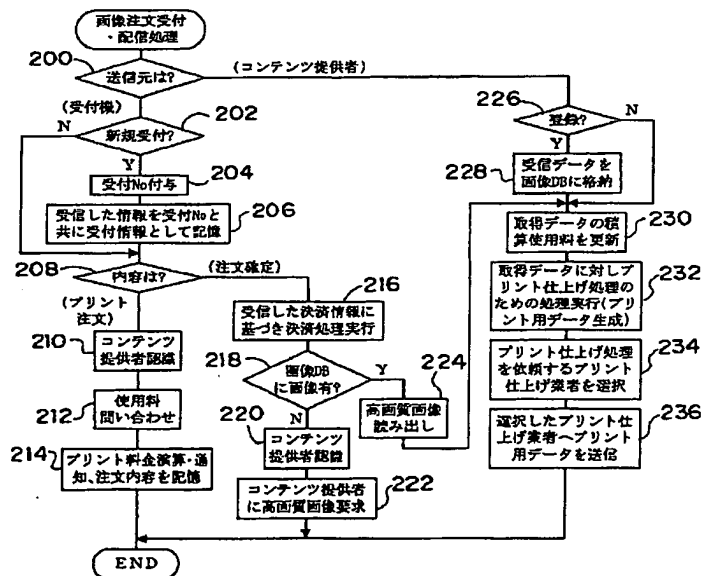 画像注文受付
・配信処理
200
送信元は?
(コンテンツ提供者)
(受付機)
202
N
新規受付?
Y
受付No付与
204
受信した情報を受付Noと
共に受付情報として記憶
206
208
内容は?
(注文確定)
(プリント
注文)
210
コンテンツ
提供者認識
212
使用料
問い合わせ
214
プリント料金演算・通
知、注文内容を記憶
216
受信した決済情報に
基づき決済処理実行
218
画像DB
に画像有?
Y
N
224
高画質画像
読み出し
220
コンテンツ
提供者認識
コンテンツ提供者
に高画質画像要求
222
226
登録?
N
Y
228
受信データを
画像DBに格納
230
取得データの積
算使用料を更新
232
取得データに対しプ
リント仕上げ処理の
ための処理実行(プリ
ント用データ生成)
234
プリント仕上げ処理
を依頼するプリント
仕上げ業者を選択
236
選択したプリント仕
上げ業者へプリント
用データを送信
END